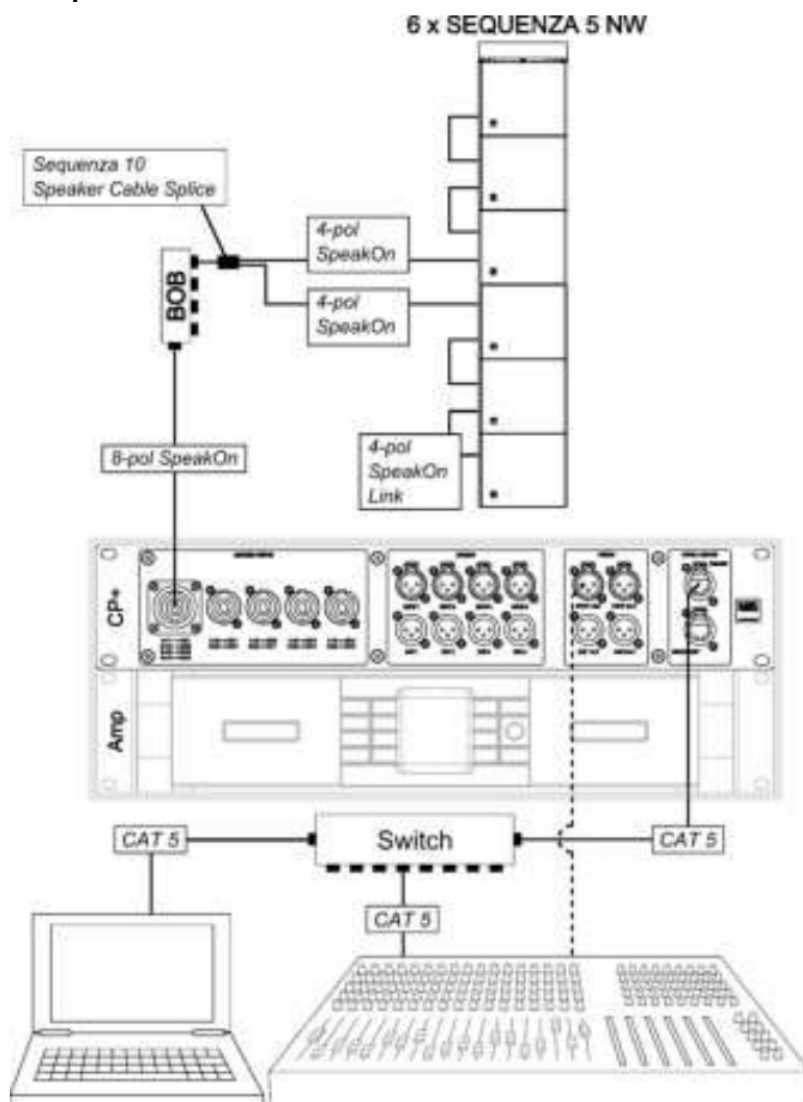 6 x SEQUENZA 5 NW
Sequenza 10
Speaker Cable Splice
4-pol
SpeakOn
4-pol
SpeakOn
BOB
8-pol SpeakOn
4-pol
SpeakOn
Link
CP+
Amp
CAT 5
Switch
CAT 5
CAT 5